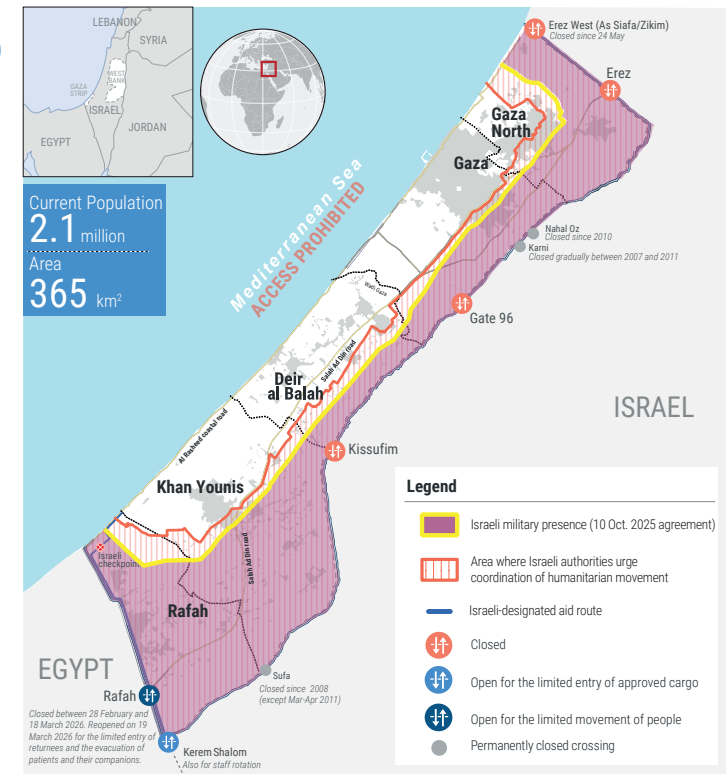 LEBANON
SYRIA
WEST
BANK
GAZA
STRIP
ISRAEL
JORDAN
EGYPT
Current Population
2.1 million
Area
365 km²
Mediterranean Sea
ACCESS PROHIBITED
Erez West (As Siafa/Zikim)
Closed since 24 May
Erez
Gaza
North
Gaza
Nahal Oz
Closed since 2010
Karni
Closed gradually between 2007 and 2011
Wadi Gaza
Gate 96
Salah Ad Din road
Deir
al Balah
ISRAEL
Al Rasheed coastal road
Kissufim
Khan Younis
Israeli
checkpoint
Salah Ad Din road
Rafah
EGYPT
Sufa
Closed since 2008
(except Mar-Apr 2011)
Rafah
Closed between 28 February and
18 March 2026. Reopened on 19
March 2026 for the limited entry of
returnees and the evacuation of
patients and their companions.
Kerem Shalom
Also for staff rotation
Legend
Israeli military presence (10 Oct. 2025 agreement)
Area where Israeli authorities urge
coordination of humanitarian movement
Israeli-designated aid route
Closed
Open for the limited entry of approved cargo
Open for the limited movement of people
Permanently closed crossing